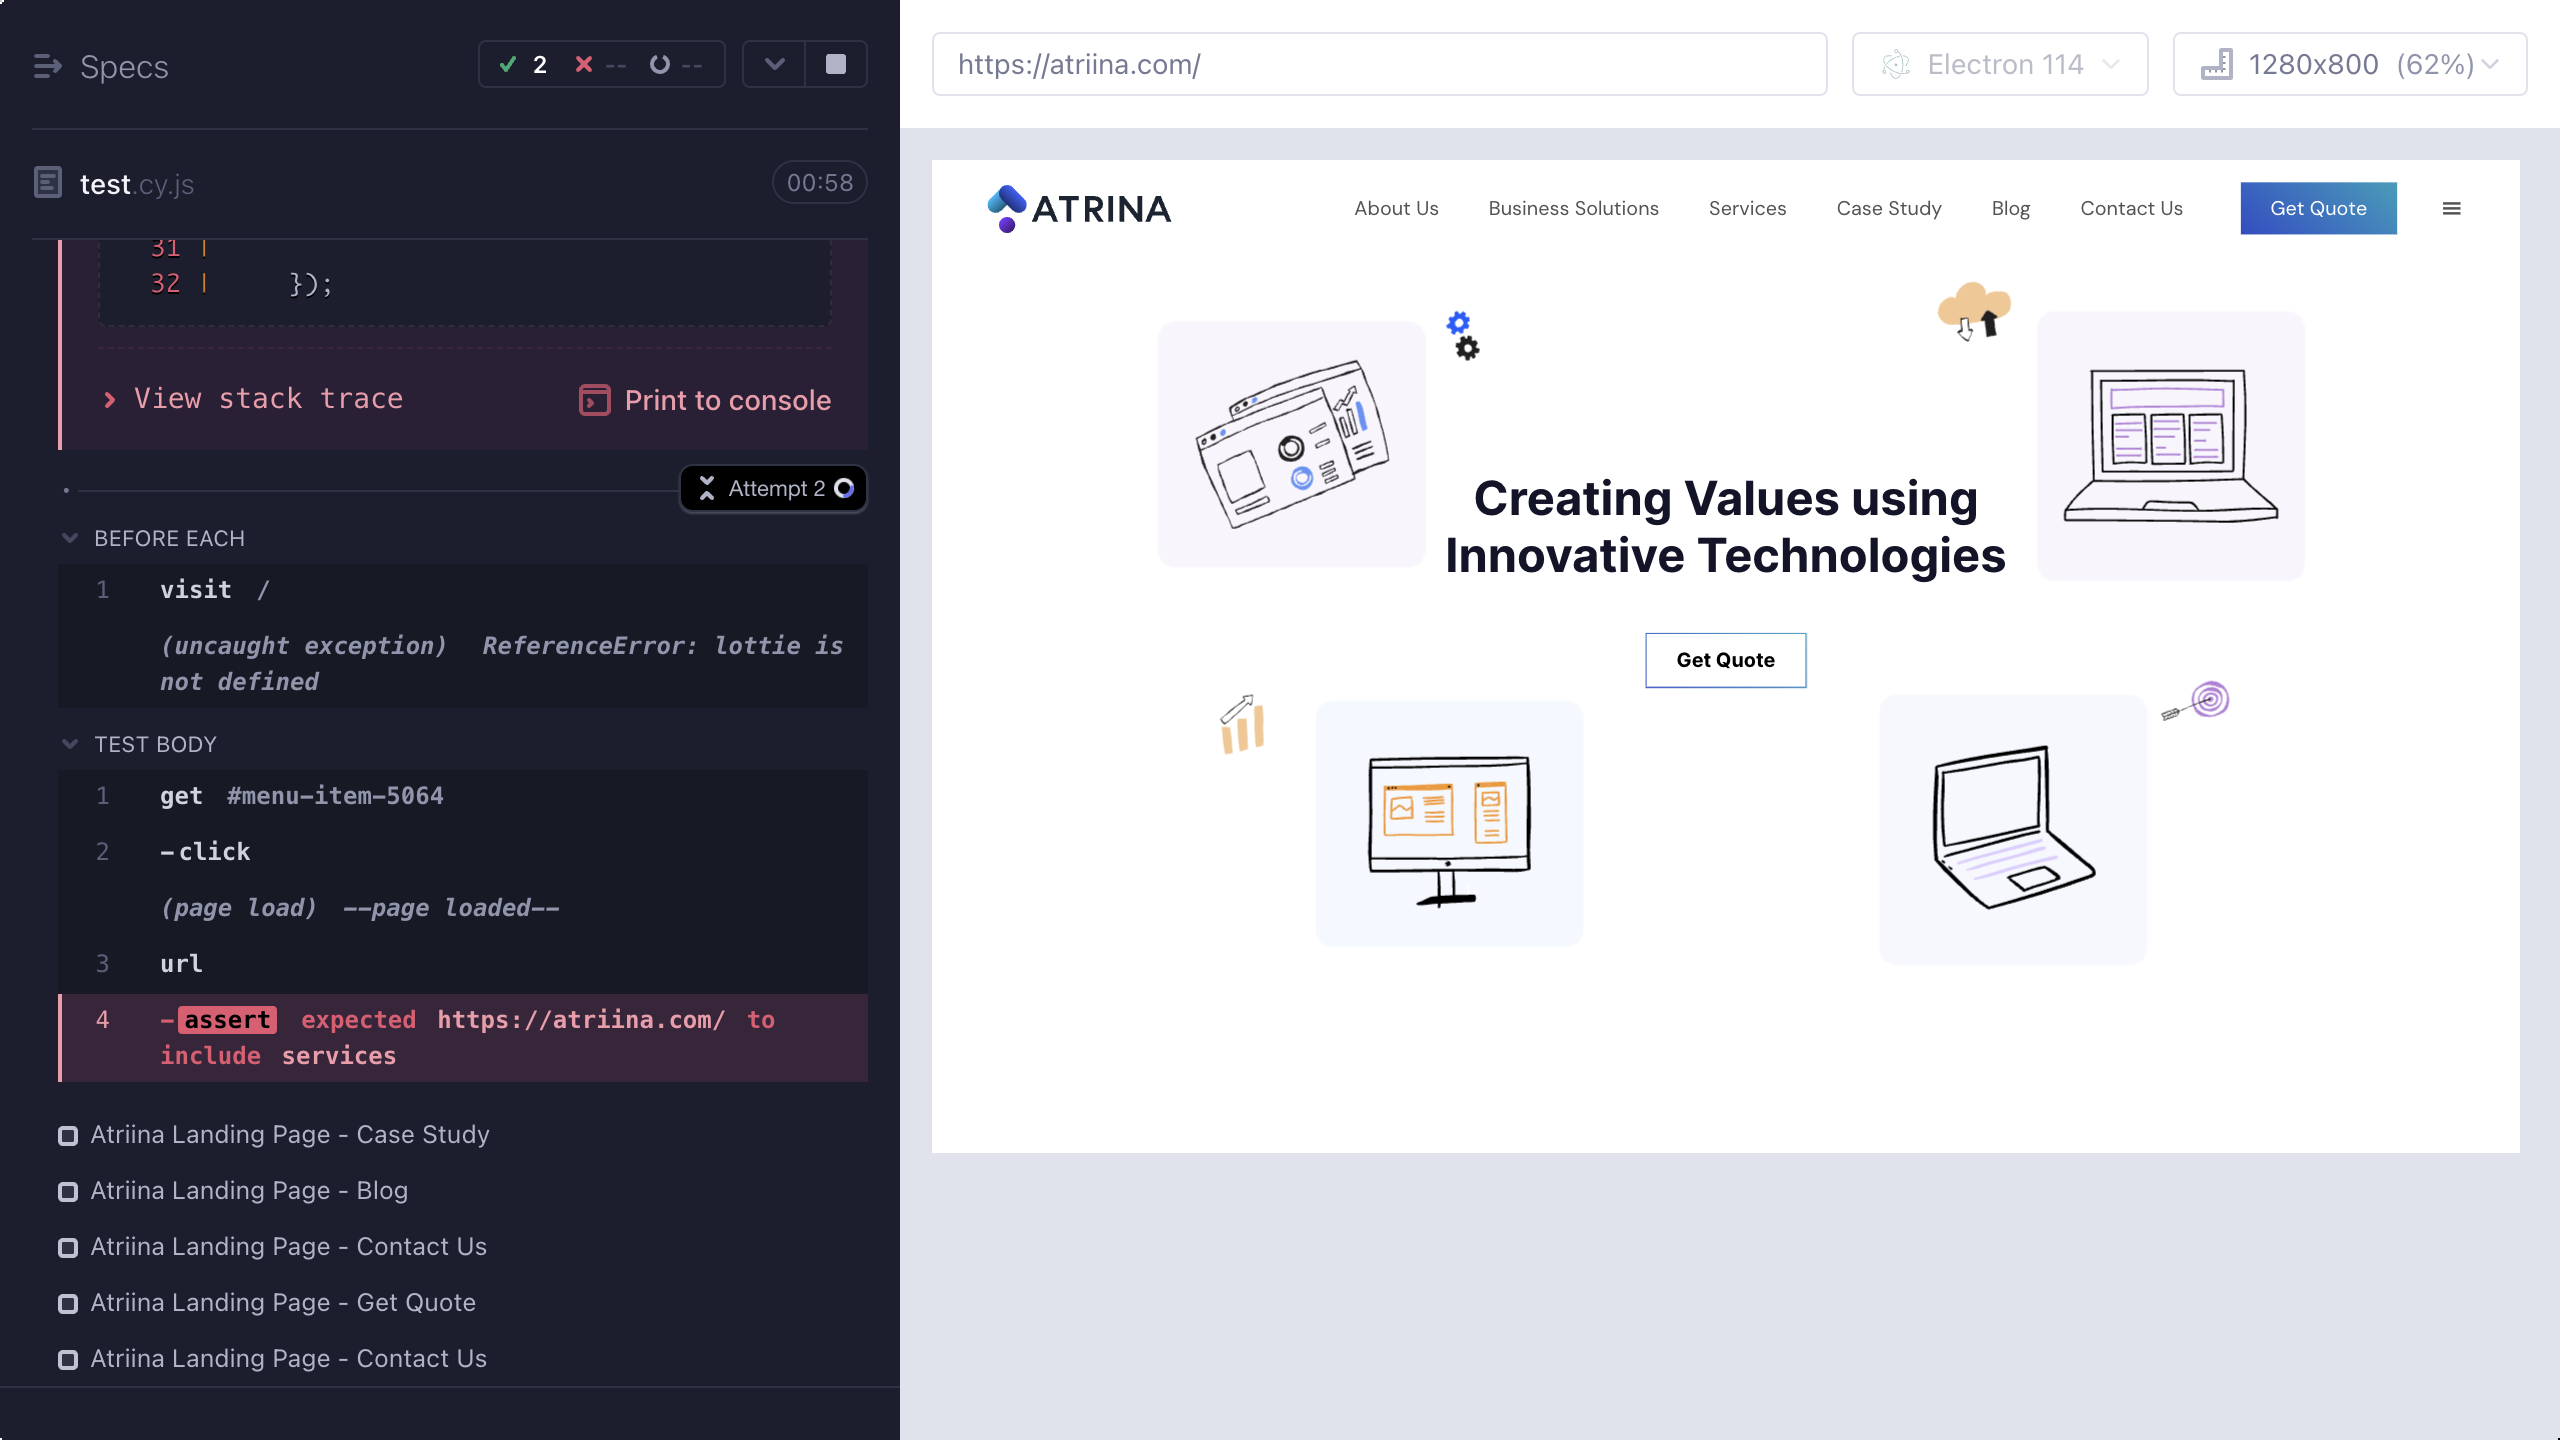 Specs
2 -- --
test.cy.js
00:58
31 |
32 | });
View stack trace
Print to console
Attempt 2
BEFORE EACH
1 visit /
(uncaught exception) ReferenceError: lottie is
not defined
TEST BODY
1 get #menu-item-5064
2 -click
(page load) --page loaded--
3 url
4 -assert expected https://atriina.com/ to
include services
Atriina Landing Page - Case Study
Atriina Landing Page - Blog
Atriina Landing Page - Contact Us
Atriina Landing Page - Get Quote
Atriina Landing Page - Contact Us
https://atriina.com/
Electron 114
1280x800 (62%)
ATRINA
About Us
Business Solutions
Services
Case Study
Blog
Contact Us
Get Quote
Creating Values using
Innovative Technologies
Get Quote